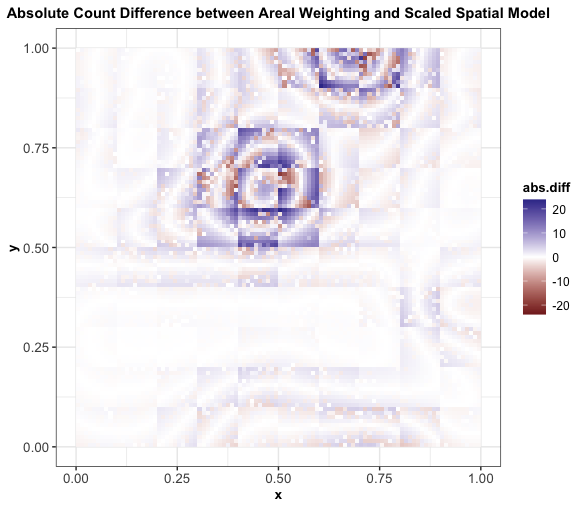 Absolute Count Difference between Areal Weighting and Scaled Spatial Model
1.00
0.75
y
0.50
0.25
0.00
0.00 0.25 0.50 0.75 1.00
x
abs.diff
20
10
0
-10
-20